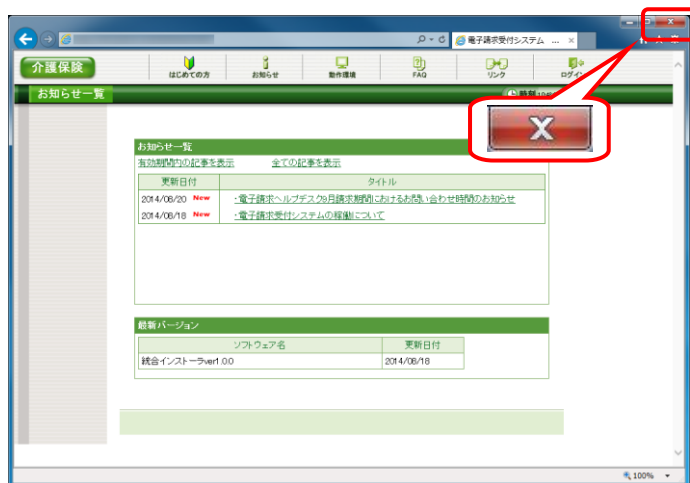 電子請求受付システム ...
介護保険
はじめての方 お知らせ 動作環境 FAQ リンク
お知らせ一覧
お知らせ一覧
有効期間内の記事を表示 全ての記事を表示
更新日付 タイトル
2014/08/20 New ・電子請求ヘルプデスク9月請求期間におけるお問い合わせ時間のお知らせ
2014/08/18 New ・電子請求受付システムの稼働について
最新バージョン
ソフトウェア名 更新日付
統合インストーラver1.0.0 2014/08/18
100%